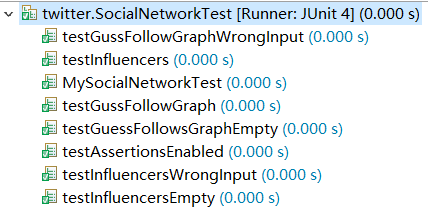 twitter.SocialNetworkTest [Runner: JUnit 4] (0.000 s)
testGussFollowGraphWrongInput (0.000 s)
testInfluencers (0.000 s)
MySocialNetworkTest (0.000 s)
testGussFollowGraph (0.000 s)
testGuessFollowsGraphEmpty (0.000 s)
testAssertionsEnabled (0.000 s)
testInfluencersWrongInput (0.000 s)
testInfluencersEmpty (0.000 s)